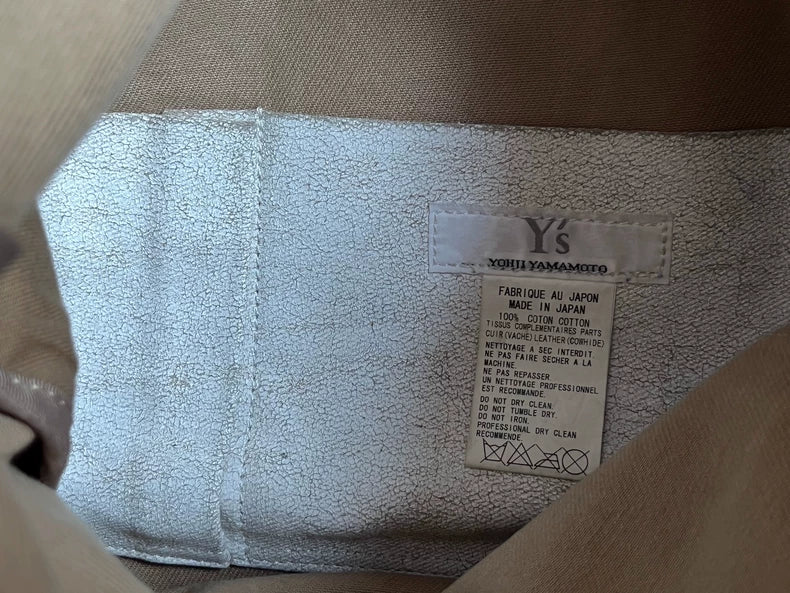 Y's
YOHJI YAMAMOTO
FABRIQUE AU JAPON
MADE IN JAPAN
100% COTON COTTON
TISSUS COMPLEMENTAIRES PARTS
CUIR(VACHE)LEATHER(COWHIDE)
NETTOYAGE A SEC INTERDIT.
NE PAS FAIRE SECHER A LA
MACHINE
NE PAS REPASSER
UN NETTOYAGE PROFESSIONNEL
EST RECOMMANDE.
DO NOT DRY CLEAN.
DO NOT TUMBLE DRY.
DO NOT IRON.
PROFESSIONAL DRY CLEAN
RECOMMENDE.